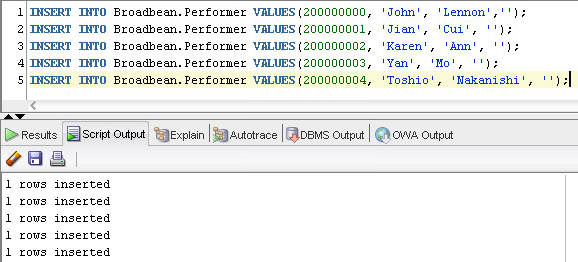 1 INSERT INTO Broadbean.Performer VALUES(200000000, 'John', 'Lennon','');
2 INSERT INTO Broadbean.Performer VALUES(200000001, 'Jian', 'Cui', '');
3 INSERT INTO Broadbean.Performer VALUES(200000002, 'Karen', 'Ann', '');
4 INSERT INTO Broadbean.Performer VALUES(200000003, 'Yan', 'Mo', '');
5 INSERT INTO Broadbean.Performer VALUES(200000004, 'Toshio', 'Nakanishi', '');
Results Script Output Explain Autotrace DBMS Output OWA Output
1 rows inserted
1 rows inserted
1 rows inserted
1 rows inserted
1 rows inserted